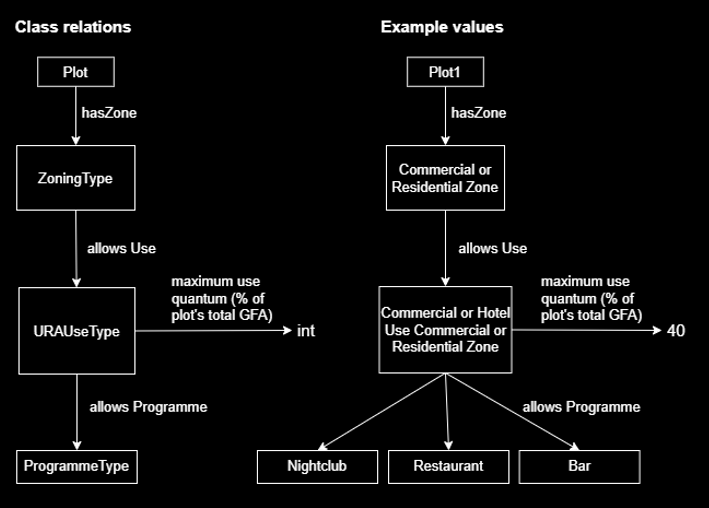 Class relations
Example values
Plot
Plot1
hasZone
hasZone
ZoningType
Commercial or
Residential Zone
allows Use
allows Use
maximum use
quantum (% of
plot's total GFA)
maximum use
quantum (% of
plot's total GFA)
URAUseType
int
Commercial or Hotel
Use Commercial or
Residential Zone
40
allows Programme
allows Programme
ProgrammeType
Nightclub
Restaurant
Bar